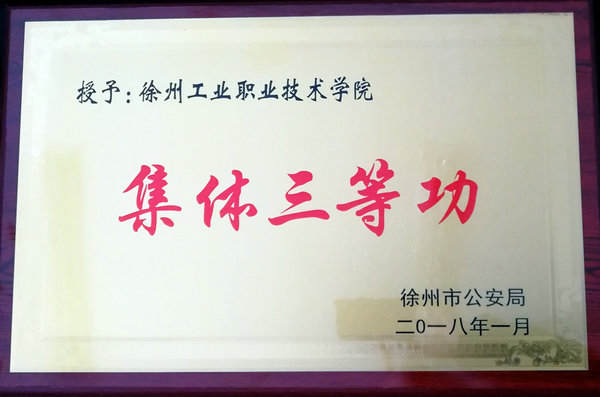 授予:徐州工业职业技术学院
集体三等功
徐州市公安局
二0一八年一月